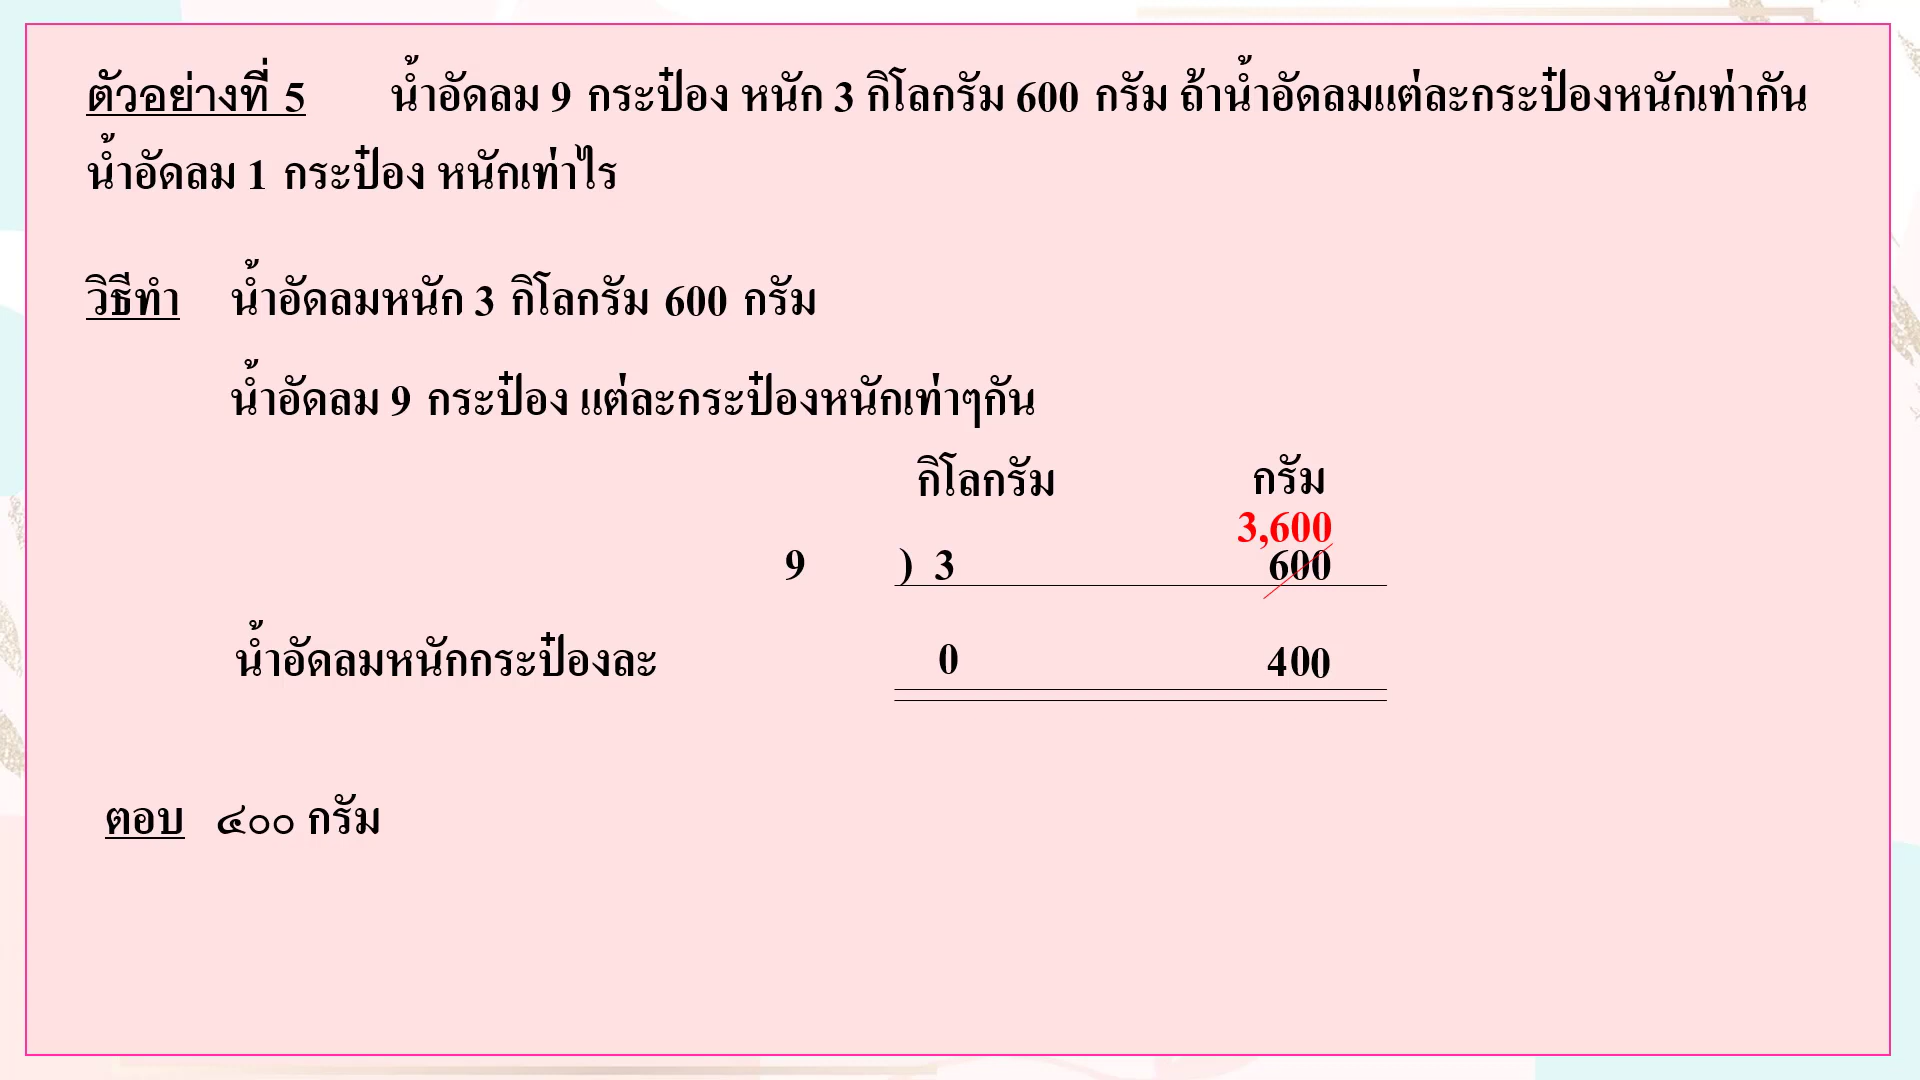 ตัวอย่างที่ 5 น้ำอัดลม 9 กระป๋อง หนัก 3 กิโลกรัม 600 กรัม ถ้าน้ำอัดลมแต่ละกระป๋องหนักเท่ากัน
น้ำอัดลม 1 กระป๋อง หนักเท่าไร
วิธีทำ น้ำอัดลมหนัก 3 กิโลกรัม 600 กรัม
น้ำอัดลม 9 กระป๋อง แต่ละกระป๋องหนักเท่าๆกัน
กิโลกรัม กรัม
3,600
9 ) 3 600
น้ำอัดลมหนักกระป๋องละ 0 400
ตอบ ๔๐๐ กรัม